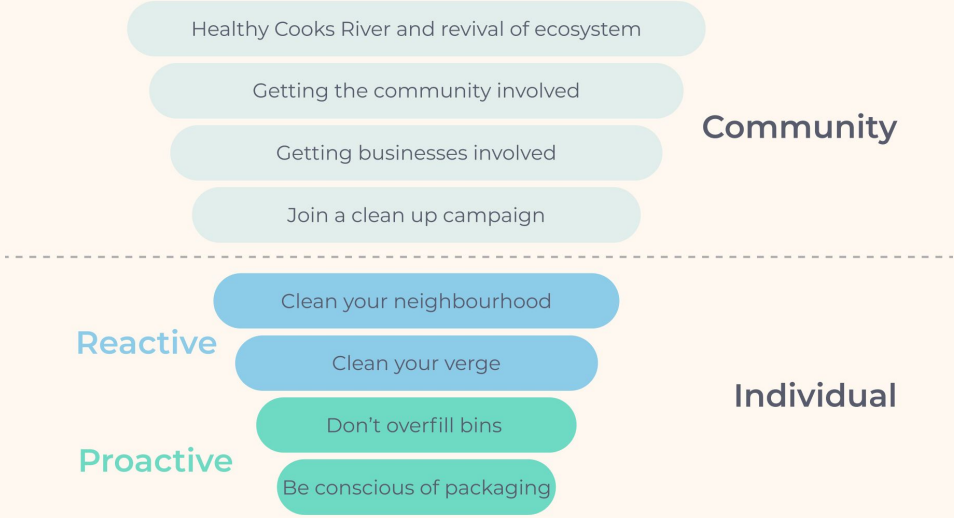 Healthy Cooks River and revival of ecosystem
Getting the community involved
Community
Getting businesses involved
Join a clean up campaign
Clean your neighbourhood
Reactive
Clean your verge
Individual
Don't overfill bins
Proactive
Be conscious of packaging